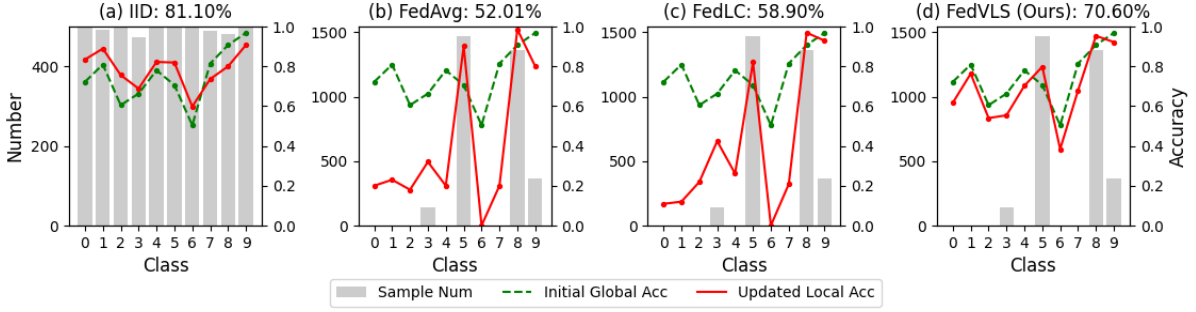 (a) IID: 81.10%
(b) FedAvg: 52.01%
(c) FedLC: 58.90%
(d) FedVLS (Ours): 70.60%
Number
400
200
0
1.0
0.8
0.6
0.4
0.2
0.0
0 1 2 3 4 5 6 7 8 9
Class
1500
1000
500
0
1.0
0.8
0.6
0.4
0.2
0.0
0 1 2 3 4 5 6 7 8 9
Class
1500
1000
500
0
1.0
0.8
0.6
0.4
0.2
0.0
0 1 2 3 4 5 6 7 8 9
Class
1500
1000
500
0
1.0
0.8
0.6
0.4
0.2
0.0
0 1 2 3 4 5 6 7 8 9
Class
Accuracy
Sample Num
Initial Global Acc
Updated Local Acc